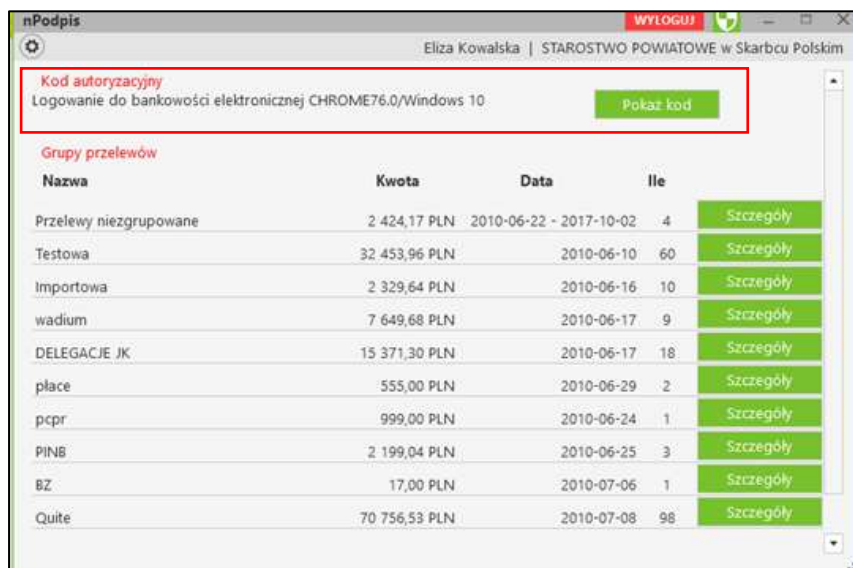 nPodpis WYLOGUJ
Eliza Kowalska | STAROSTWO POWIATOWE w Skarbcu Polskim
Kod autoryzacyjny
Logowanie do bankowości elektronicznej CHROME76.0/Windows 10 Pokaż kod
Grupy przelewów
Nazwa Kwota Data Ile
Przelewy niezgrupowane 2 424,17 PLN 2010-06-22 - 2017-10-02 4 Szczegóły
Testowa 32 453,96 PLN 2010-06-10 60 Szczegóły
Importowa 2 329,64 PLN 2010-06-16 10 Szczegóły
wadium 7 649,68 PLN 2010-06-17 9 Szczegóły
DELEGACJE JK 15 371,30 PLN 2010-06-17 18 Szczegóły
płace 555,00 PLN 2010-06-29 2 Szczegóły
pcpr 999,00 PLN 2010-06-24 1 Szczegóły
PINB 2 199,04 PLN 2010-06-25 3 Szczegóły
BZ 17,00 PLN 2010-07-06 1 Szczegóły
Quite 70 756,53 PLN 2010-07-08 98 Szczegóły